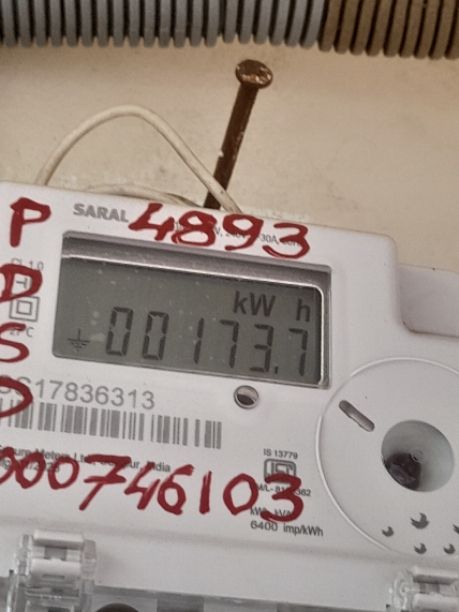 SARAL 4893
P
kW h
D
00173.7
S
17836313
D
IS 13779
000746103
6400 imp/kWh